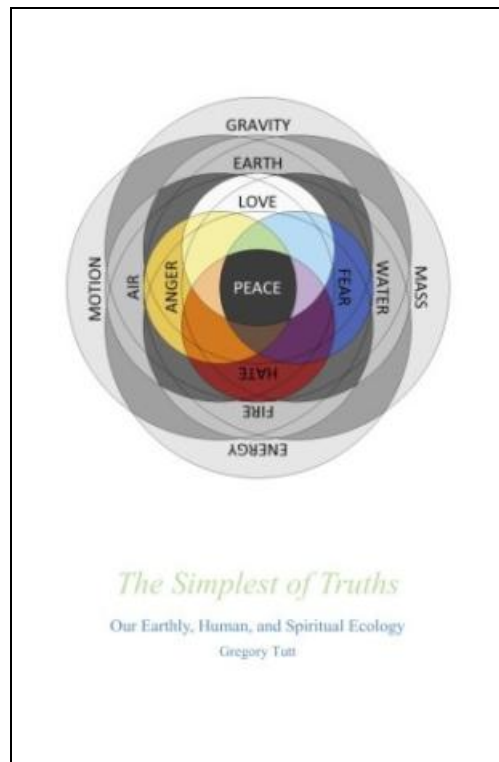 GRAVITY
EARTH
LOVE
MOTION
AIR
ANGER
PEACE
FEAR
WATER
MASS
HATE
FIRE
ENERGY
The Simplest of Truths
Our Earthly, Human, and Spiritual Ecology
Gregory Tutt